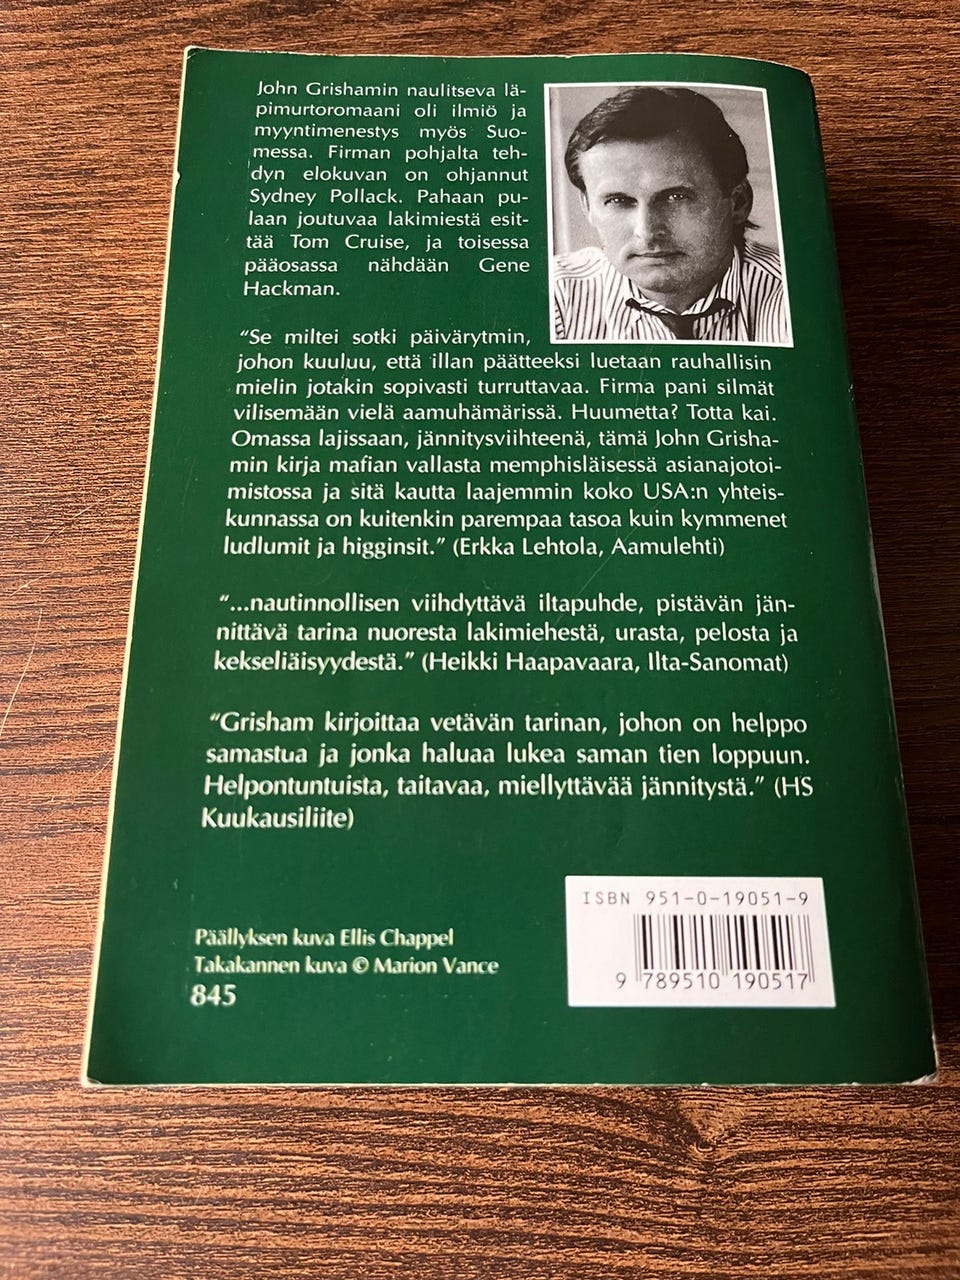 John Grishamin naulitseva lä-
pimurtoromaani oli ilmiö ja
myyntimenestys myös Suo-
messa. Firman pohjalta teh-
dyn elokuvan on ohjannut
Sydney Pollack. Pahaan pu-
laan joutuvaa lakimiestä esit-
tää Tom Cruise, ja toisessa
pääosassa nähdään Gene
Hackman.
“Se miltei sotki päivärytmin,
johon kuuluu, että illan päätteeksi luetaan rauhallisin
mielin jotakin sopivasti turruttavaa. Firma pani silmät
vilisemään vielä aamuhämärissä. Huumetta? Totta kai.
Omassa lajissaan, jännitysviihteenä, tämä John Grisha-
min kirja mafian vallasta memphisläisessä asianajotoi-
mistossa ja sitä kautta laajemmin koko USA:n yhteis-
kunnassa on kuitenkin parempaa tasoa kuin kymmenet
ludlumit ja higginsit.” (Erkka Lehtola, Aamulehti)
“...nautinnollisen viihdyttävä iltapuhde, pistävän jän-
nittävä tarina nuoresta lakimiehestä, urasta, pelosta ja
kekseliäisyydestä.” (Heikki Haapavaara, Ilta-Sanomat)
“Grisham kirjoittaa vetävän tarinan, johon on helppo
samastua ja jonka haluaa lukea saman tien loppuun.
Helpontuntuista, taitavaa, miellyttävää jännitystä.” (HS
Kuukausiliite)
Päällyksen kuva Ellis Chappel
Takakannen kuva © Marion Vance
845
ISBN 951-0-19051-9
9 789510 190517